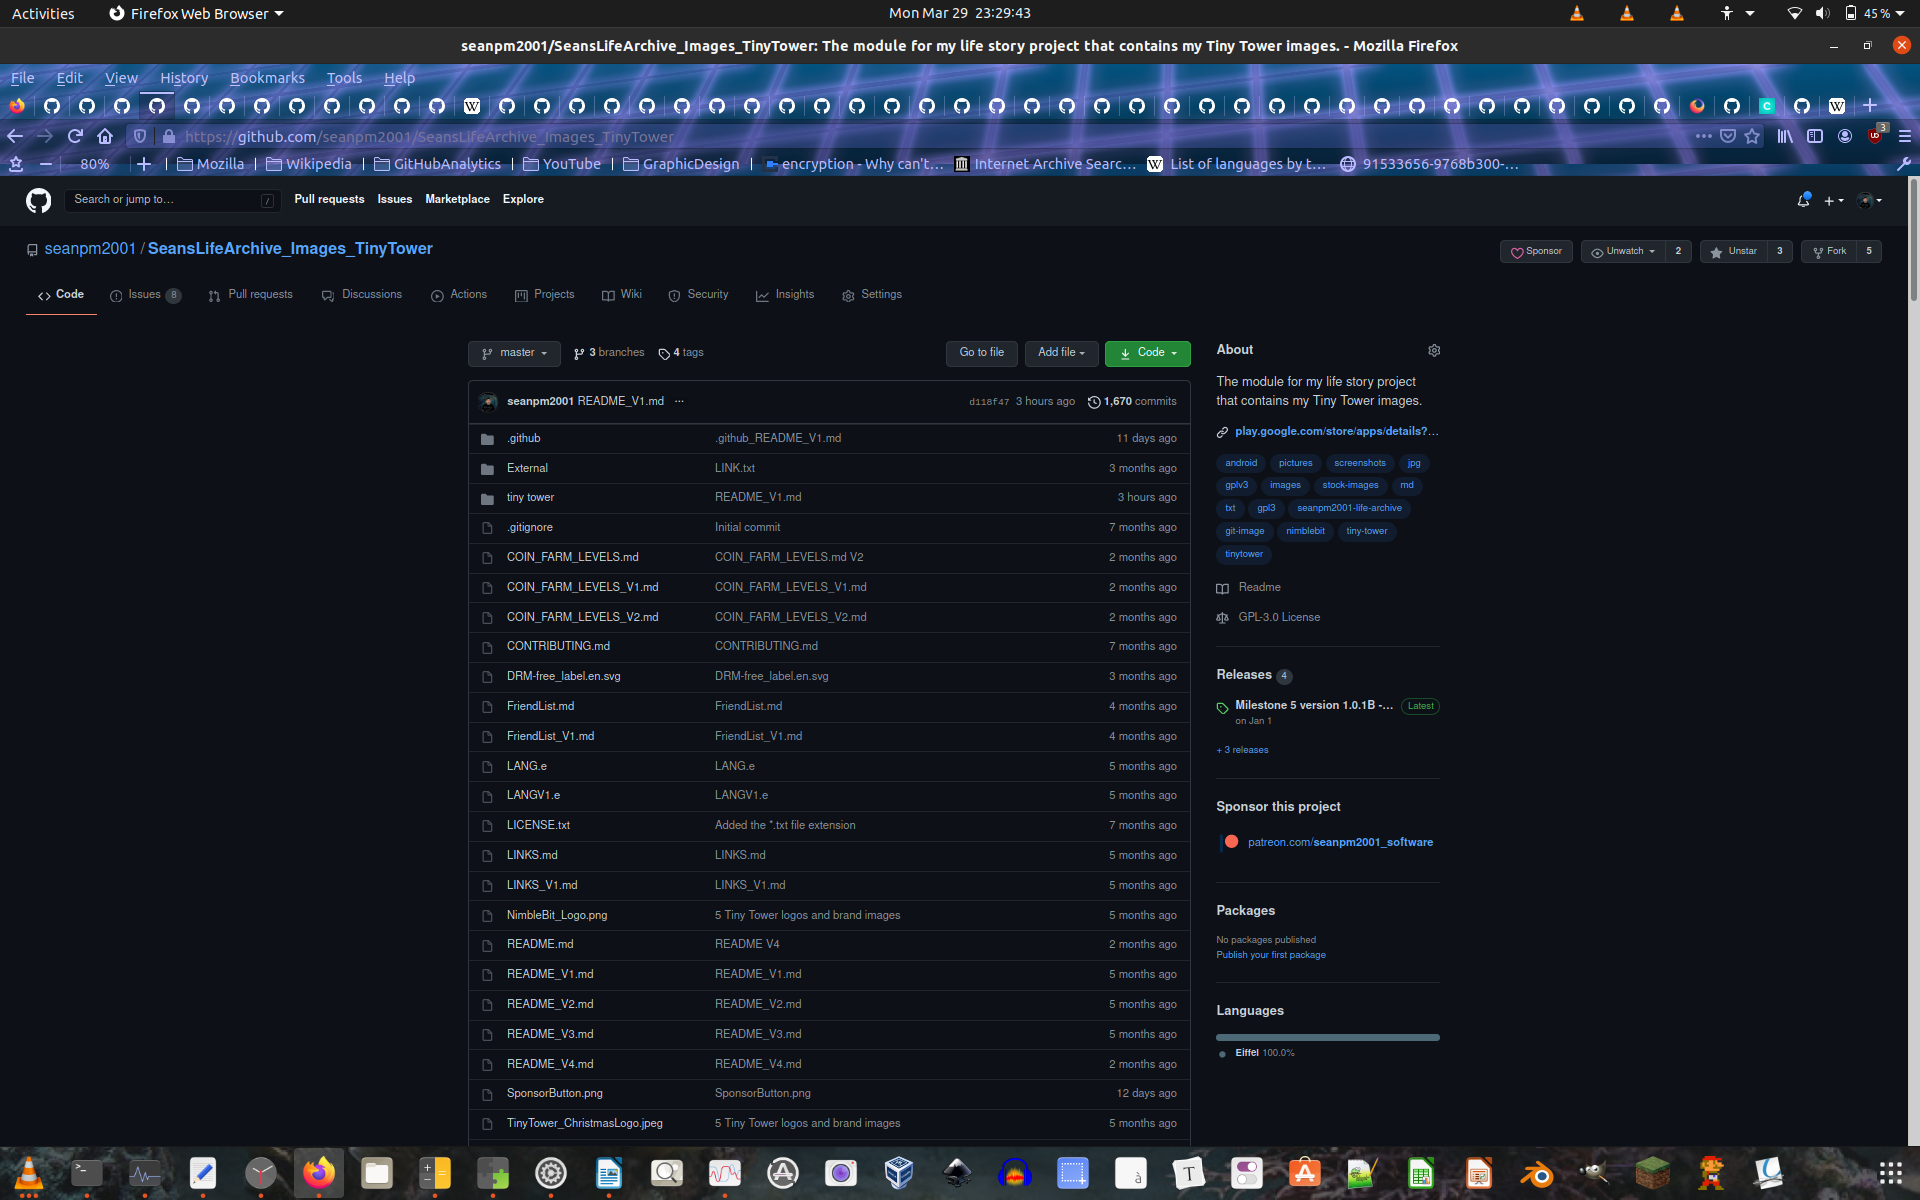 Activities Firefox Web Browser Mon Mar 29 23:29:43 45 %
seanpm2001/SeansLifeArchive_Images_TinyTower: The module for my life story project that contains my Tiny Tower images. - Mozilla Firefox
File Edit View History Bookmarks Tools Help
https://github.com/seanpm2001/SeansLifeArchive_Images_TinyTower 3
80% Mozilla Wikipedia GitHubAnalytics YouTube GraphicDesign encryption - Why can't… Internet Archive Searc… List of languages by t… 91533656-9768b300-…
Search or jump to… / Pull requests Issues Marketplace Explore
seanpm2001 / SeansLifeArchive_Images_TinyTower Sponsor Unwatch 2 Unstar 3 Fork 5
Code Issues 8 Pull requests Discussions Actions Projects Wiki Security Insights Settings
master 3 branches 4 tags Go to file Add file Code
seanpm2001 README_V1.md ... d118f47 3 hours ago 1,670 commits
.github .github_README_V1.md 11 days ago
External LINK.txt 3 months ago
tiny tower README_V1.md 3 hours ago
.gitignore Initial commit 7 months ago
COIN_FARM_LEVELS.md COIN_FARM_LEVELS.md V2 2 months ago
COIN_FARM_LEVELS_V1.md COIN_FARM_LEVELS_V1.md 2 months ago
COIN_FARM_LEVELS_V2.md COIN_FARM_LEVELS_V2.md 2 months ago
CONTRIBUTING.md CONTRIBUTING.md 7 months ago
DRM-free_label.en.svg DRM-free_label.en.svg 3 months ago
FriendList.md FriendList.md 4 months ago
FriendList_V1.md FriendList_V1.md 4 months ago
LANG.e LANG.e 5 months ago
LANGV1.e LANGV1.e 5 months ago
LICENSE.txt Added the *.txt file extension 7 months ago
LINKS.md LINKS.md 5 months ago
LINKS_V1.md LINKS_V1.md 5 months ago
NimbleBit_Logo.png 5 Tiny Tower logos and brand images 5 months ago
README.md README V4 2 months ago
README_V1.md README_V1.md 5 months ago
README_V2.md README_V2.md 5 months ago
README_V3.md README_V3.md 5 months ago
README_V4.md README_V4.md 2 months ago
SponsorButton.png SponsorButton.png 12 days ago
TinyTower_ChristmasLogo.jpeg 5 Tiny Tower logos and brand images 5 months ago
About
The module for my life story project
that contains my Tiny Tower images.
play.google.com/store/apps/details?…
android pictures screenshots jpg
gplv3 images stock-images md
txt gpl3 seanpm2001-life-archive
git-image nimblebit tiny-tower
tinytower
Readme
GPL-3.0 License
Releases 4
Milestone 5 version 1.0.1B -… Latest
on Jan 1
+ 3 releases
Sponsor this project
patreon.com/seanpm2001_software
Packages
No packages published
Publish your first package
Languages
Eiffel 100.0%